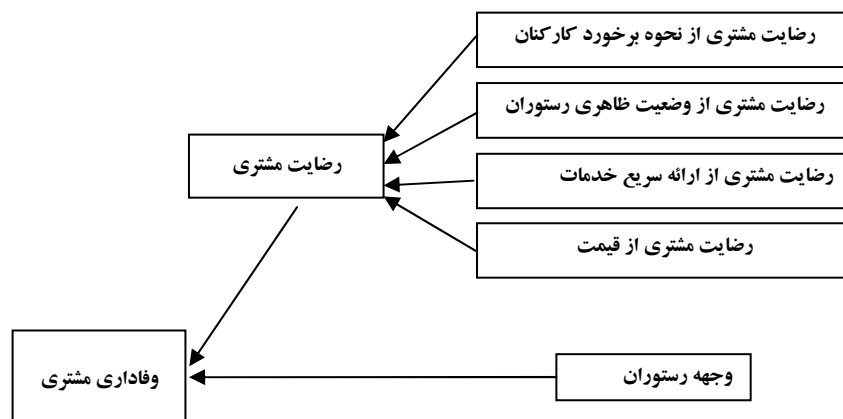 رضایت مشتری از نحوه برخورد کارکنان
رضایت مشتری از وضعیت ظاهری رستوران
رضایت مشتری
رضایت مشتری از ارائه سریع خدمات
رضایت مشتری از قیمت
وجهه رستوران
وفاداری مشتری